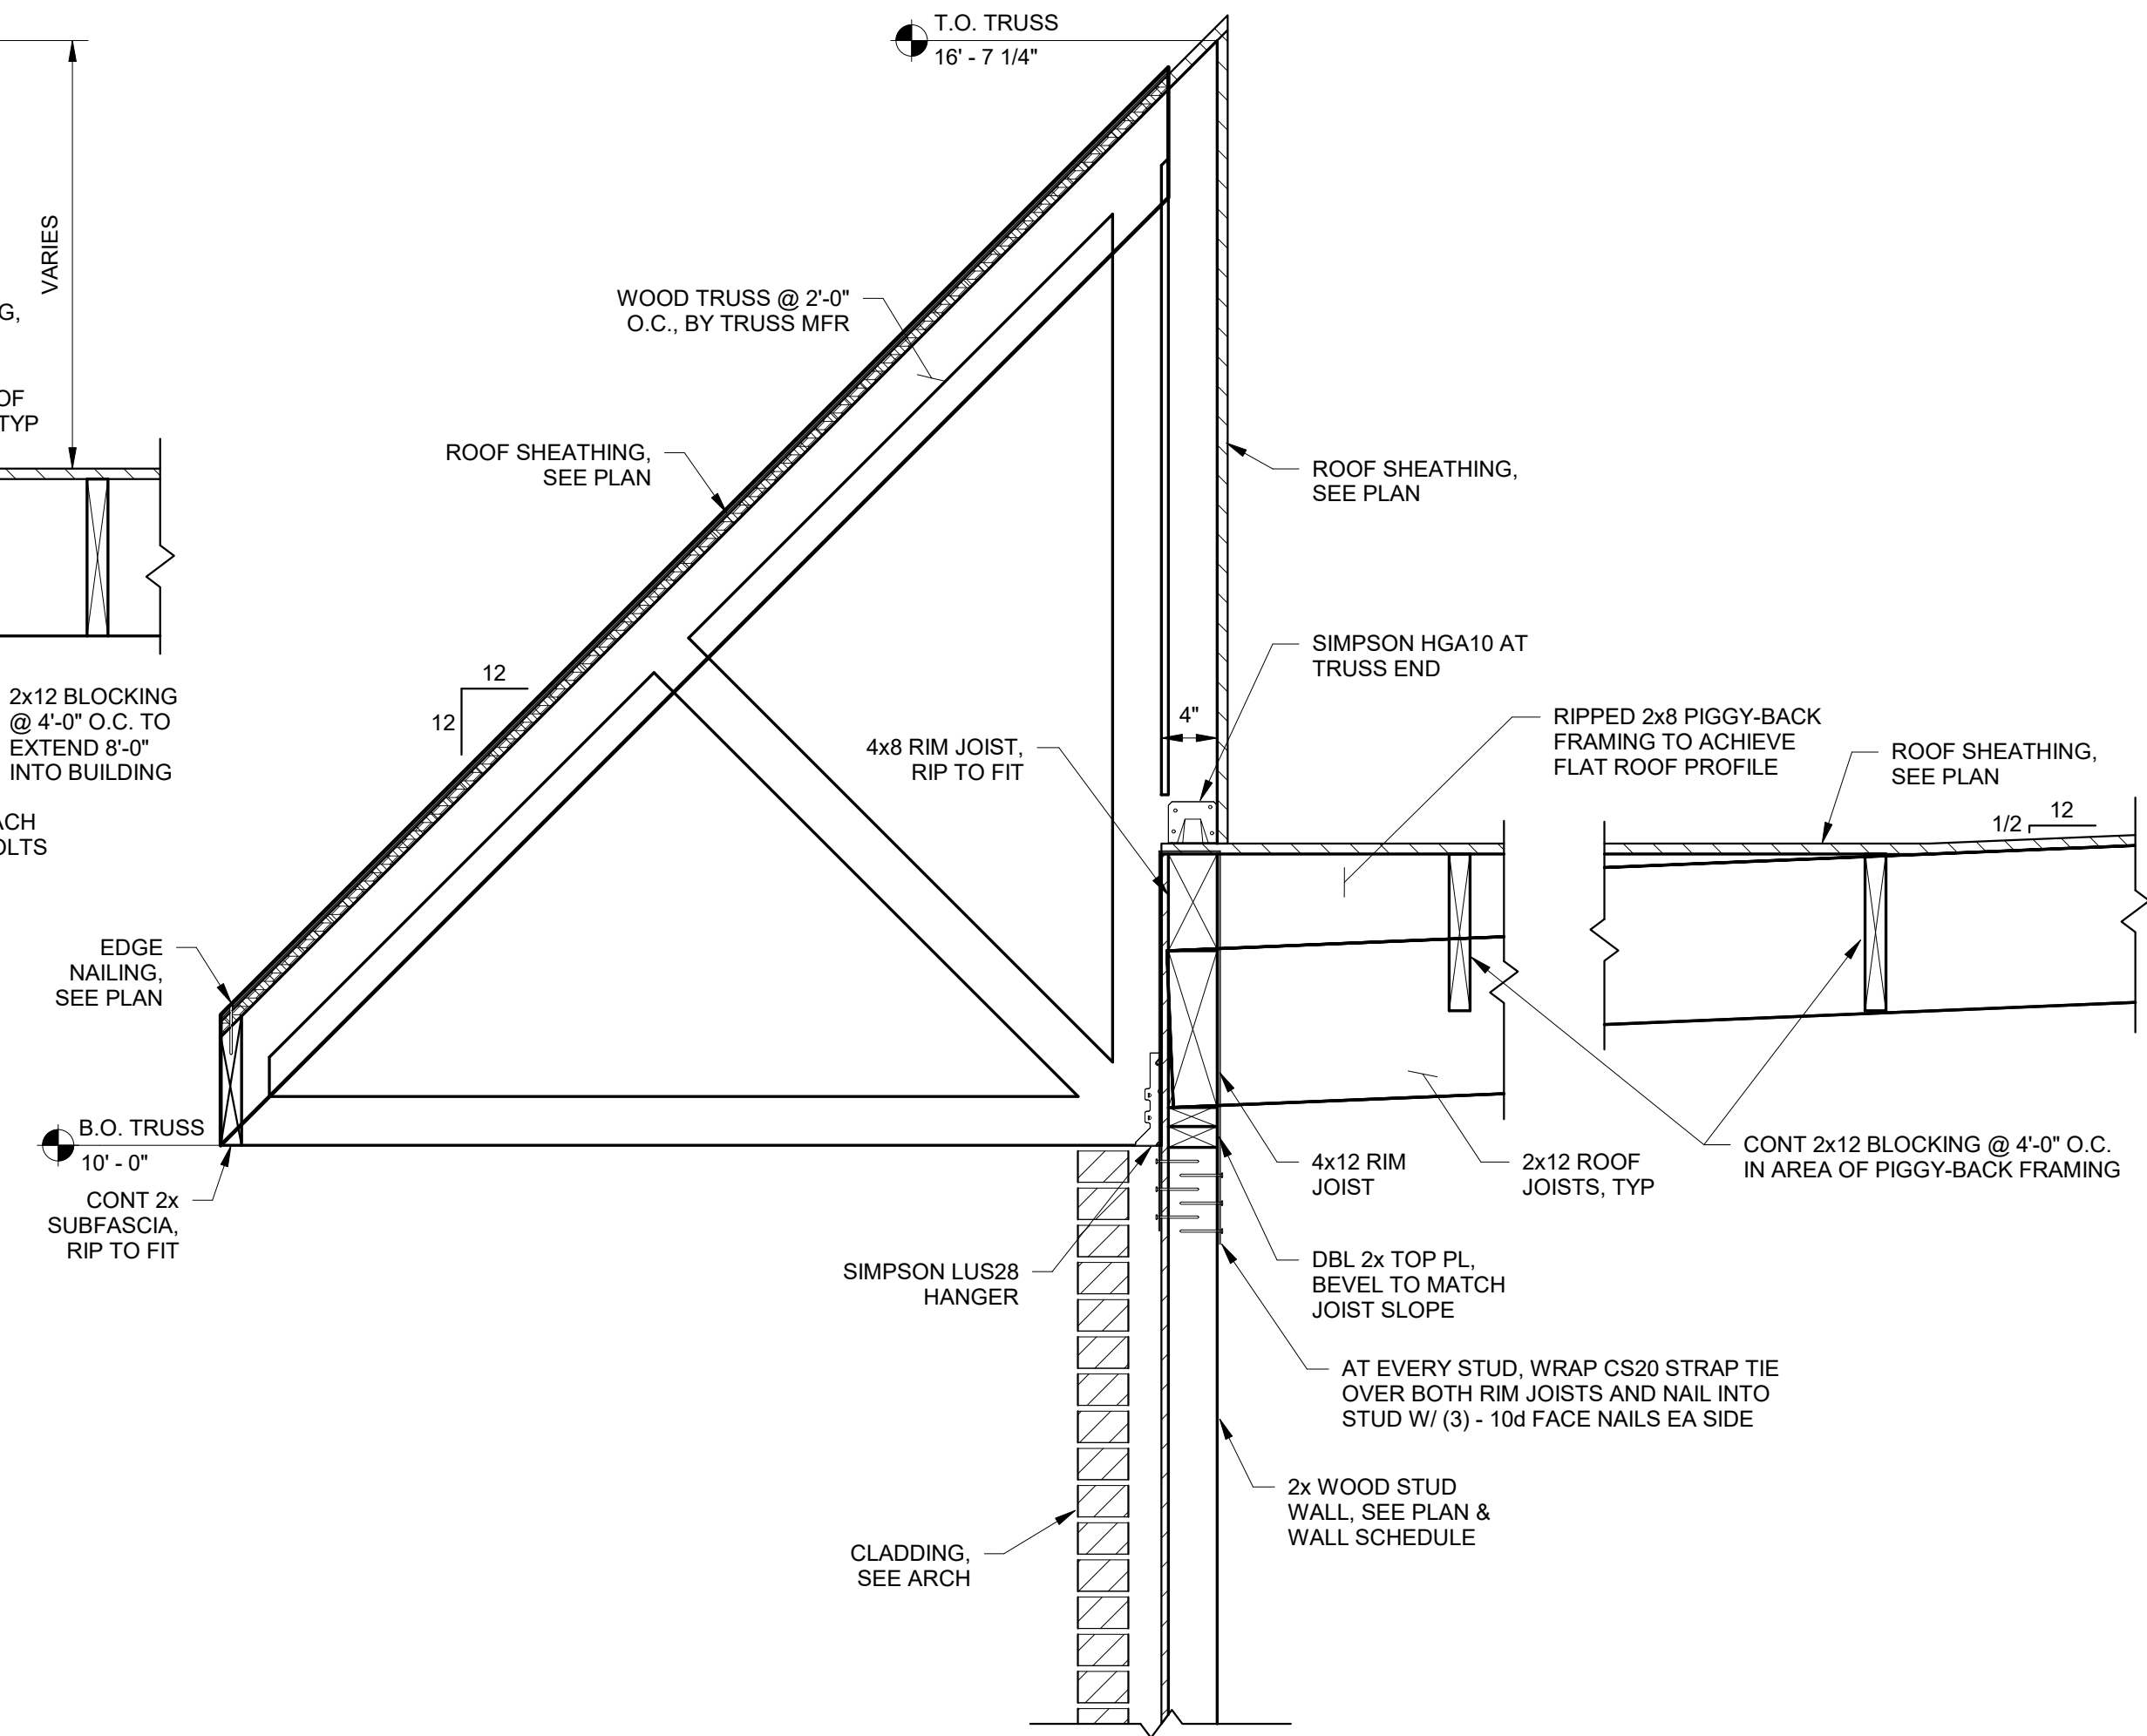 T.O. TRUSS
16' - 7 1/4"
VARIES
G,
OF
TYP
WOOD TRUSS @ 2'-0"
O.C., BY TRUSS MFR
ROOF SHEATHING,
SEE PLAN
ROOF SHEATHING,
SEE PLAN
2x12 BLOCKING
@ 4'-0" O.C. TO
EXTEND 8'-0"
INTO BUILDING
ACH
OLTS
12
12
SIMPSON HGA10 AT
TRUSS END
4"
4x8 RIM JOIST,
RIP TO FIT
RIPPED 2x8 PIGGY-BACK
FRAMING TO ACHIEVE
FLAT ROOF PROFILE
ROOF SHEATHING,
SEE PLAN
1/2
12
EDGE
NAILING,
SEE PLAN
B.O. TRUSS
10' - 0"
CONT 2x
SUBFASCIA,
RIP TO FIT
4x12 RIM
JOIST
2x12 ROOF
JOISTS, TYP
CONT 2x12 BLOCKING @ 4'-0" O.C.
IN AREA OF PIGGY-BACK FRAMING
SIMPSON LUS28
HANGER
DBL 2x TOP PL,
BEVEL TO MATCH
JOIST SLOPE
AT EVERY STUD, WRAP CS20 STRAP TIE
OVER BOTH RIM JOISTS AND NAIL INTO
STUD W/ (3) - 10d FACE NAILS EA SIDE
2x WOOD STUD
WALL, SEE PLAN &
WALL SCHEDULE
CLADDING,
SEE ARCH